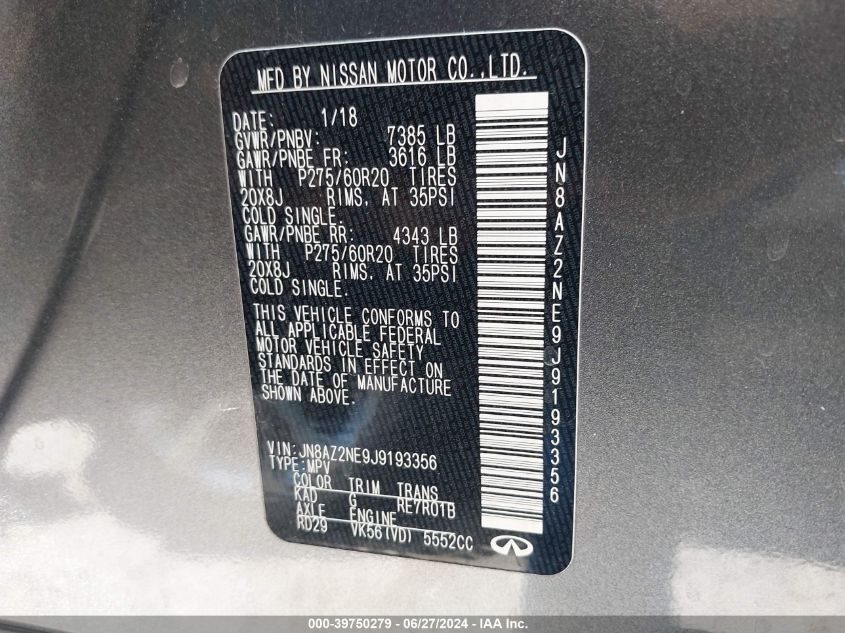 MFD BY NISSAN MOTOR CO.,LTD.
DATE: 1/18
GVWR/PNBV: 7385 LB
GAWR/PNBE FR: 3616 LB
WITH P275/60R20 TIRES
20X8J RIMS, AT 35PSI
COLD SINGLE.
GAWR/PNBE RR: 4343 LB
WITH P275/60R20 TIRES
20X8J RIMS, AT 35PSI
COLD SINGLE.
THIS VEHICLE CONFORMS TO
ALL APPLICABLE FEDERAL
MOTOR VEHICLE SAFETY
STANDARDS IN EFFECT ON
THE DATE OF MANUFACTURE
SHOWN ABOVE.
VIN:JN8AZ2NE9J9193356
TYPE:MPV
COLOR TRIM TRANS
KAD G RE7R01B
AXLE ENGINE
RD29 VK56(VD) 5552CC
JN8AZ2NE9J9193356
000-39750279 - 06/27/2024 - IAA Inc.